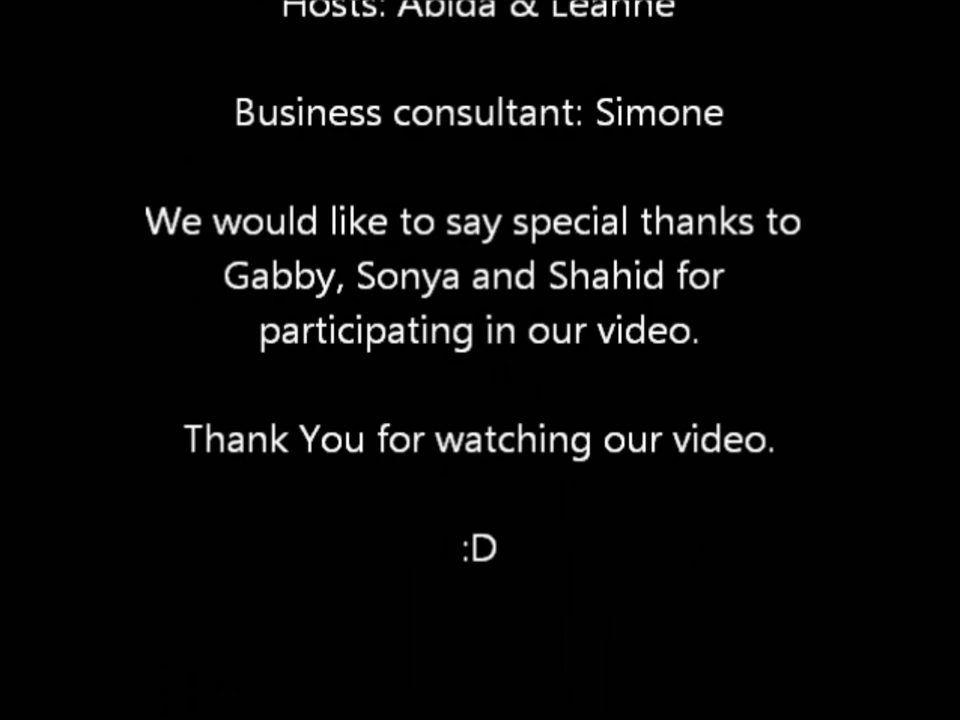 Hosts: Abida & Leanne
Business consultant: Simone
We would like to say special thanks to
Gabby, Sonya and Shahid for
participating in our video.
Thank You for watching our video.
:D